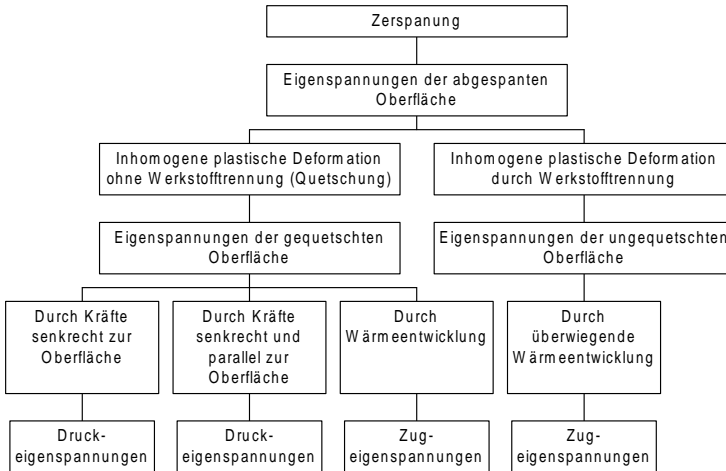 Zerspanung
Eigenspannungen der abgespanten
Oberfläche
Inhomogene plastische Deformation
ohne Werkstofftrennung (Quetschung)
Inhomogene plastische Deformation
durch Werkstofftrennung
Eigenspannungen der gequetschten
Oberfläche
Eigenspannungen der ungequetschten
Oberfläche
Durch Kräfte
senkrecht zur
Oberfläche
Durch Kräfte
senkrecht und
parallel zur
Oberfläche
Durch
Wärmeentwicklung
Durch
überwiegende
Wärmeentwicklung
Druck-
eigenspannungen
Druck-
eigenspannungen
Zug-
eigenspannungen
Zug-
eigenspannungen